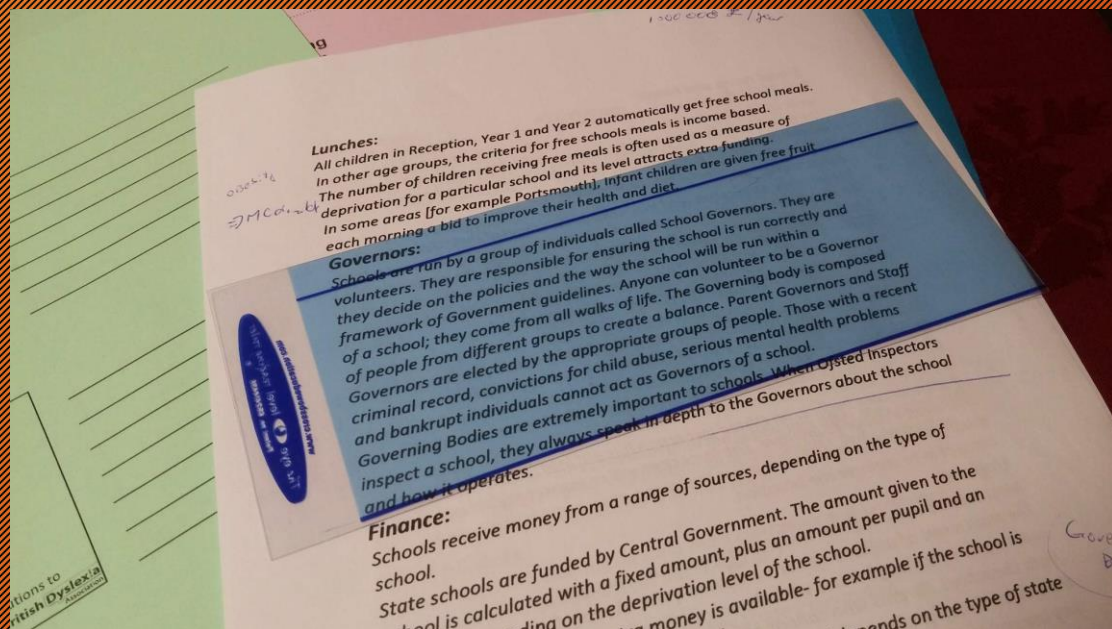 1000000 £/year
Lunches:
All children in Reception, Year 1 and Year 2 automatically get free school meals.
In other age groups, the criteria for free schools meals is income based.
The number of children receiving free meals is often used as a measure of
deprivation for a particular school and its level attracts extra funding.
In some areas [for example Portsmouth], Infant children are given free fruit
each morning a bid to improve their health and diet.
Governors:
Schools are run by a group of individuals called School Governors. They are
volunteers. They are responsible for ensuring the school is run correctly and
they decide on the policies and the way the school will be run within a
framework of Government guidelines. Anyone can volunteer to be a Governor
of a school; they come from all walks of life. The Governing body is composed
of people from different groups to create a balance. Parent Governors and Staff
Governors are elected by the appropriate groups of people. Those with a recent
criminal record, convictions for child abuse, serious mental health problems
and bankrupt individuals cannot act as Governors of a school.
Governing Bodies are extremely important to schools. When Ofsted Inspectors
inspect a school, they always speak in depth to the Governors about the school
and how it operates.
Finance:
Schools receive money from a range of sources, depending on the type of
school.
State schools are funded by Central Government. The amount given to the
school is calculated with a fixed amount, plus an amount per pupil and an
on the deprivation level of the school.
money is available- for example if the school is
on the type of state
British Dyslexia
Association